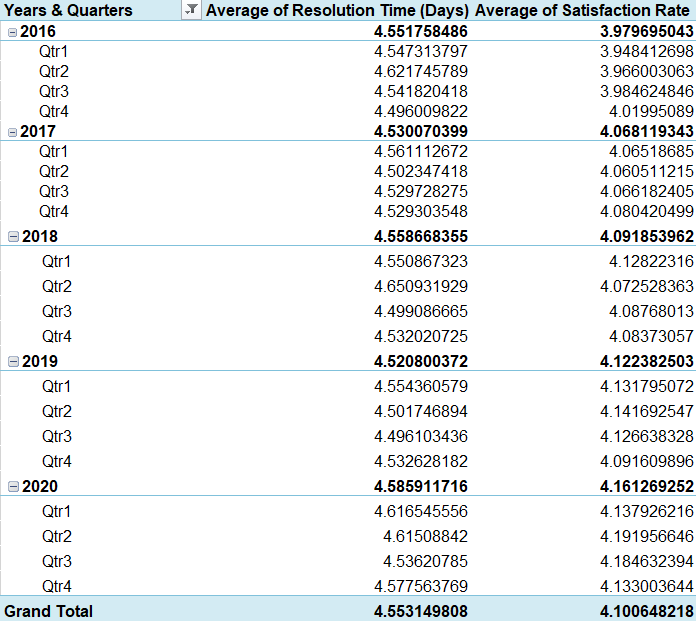 Years & Quarters Average of Resolution Time (Days) Average of Satisfaction Rate
2016 4.551758486 3.979695043
Qtr1 4.547313797 3.948412698
Qtr2 4.621745789 3.966003063
Qtr3 4.541820418 3.984624846
Qtr4 4.496009822 4.01995089
2017 4.530070399 4.068119343
Qtr1 4.561112672 4.06518685
Qtr2 4.502347418 4.060511215
Qtr3 4.529728275 4.066182405
Qtr4 4.529303548 4.080420499
2018 4.558668355 4.091853962
Qtr1 4.550867323 4.12822316
Qtr2 4.650931929 4.072528363
Qtr3 4.499086665 4.08768013
Qtr4 4.532020725 4.08373057
2019 4.520800372 4.122382503
Qtr1 4.554360579 4.131795072
Qtr2 4.501746894 4.141692547
Qtr3 4.496103436 4.126638328
Qtr4 4.532628182 4.091609896
2020 4.585911716 4.161269252
Qtr1 4.616545556 4.137926216
Qtr2 4.61508842 4.191956646
Qtr3 4.53620785 4.184632394
Qtr4 4.577563769 4.133003644
Grand Total 4.553149808 4.100648218